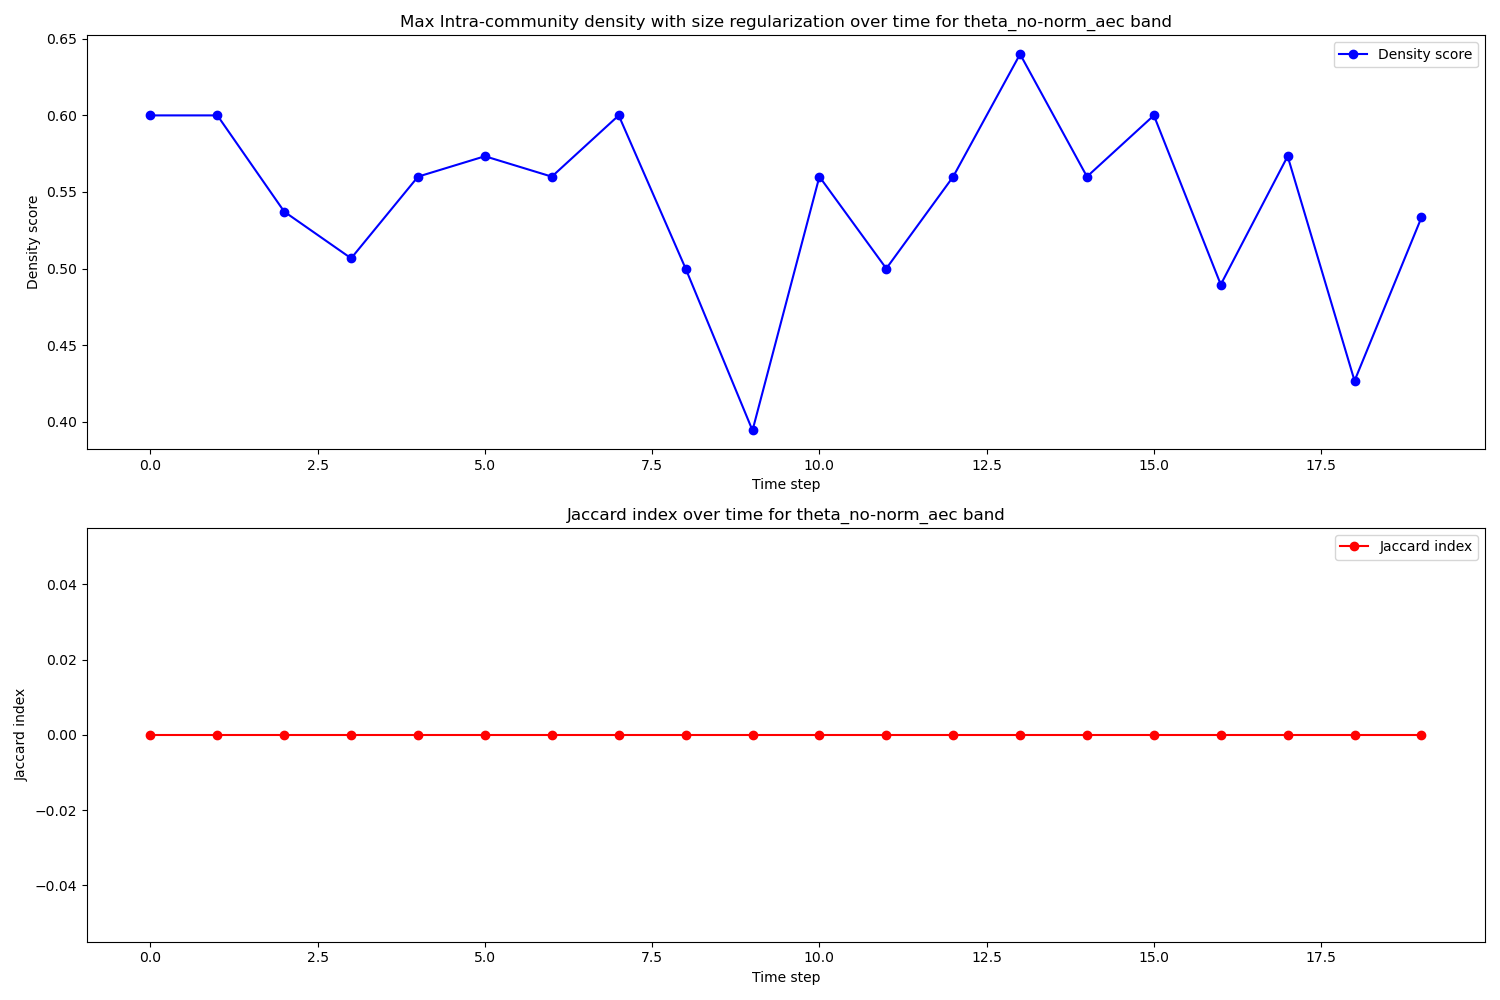 Max Intra-community density with size regularization over time for theta_no-norm_aec band
Density score
0.65
0.60
0.55
0.50
0.45
0.40
Density score
0.0 2.5 5.0 7.5 10.0 12.5 15.0 17.5
Time step
Jaccard index over time for theta_no-norm_aec band
Jaccard index
0.04
0.02
0.00
−0.02
−0.04
Jaccard index
0.0 2.5 5.0 7.5 10.0 12.5 15.0 17.5
Time step